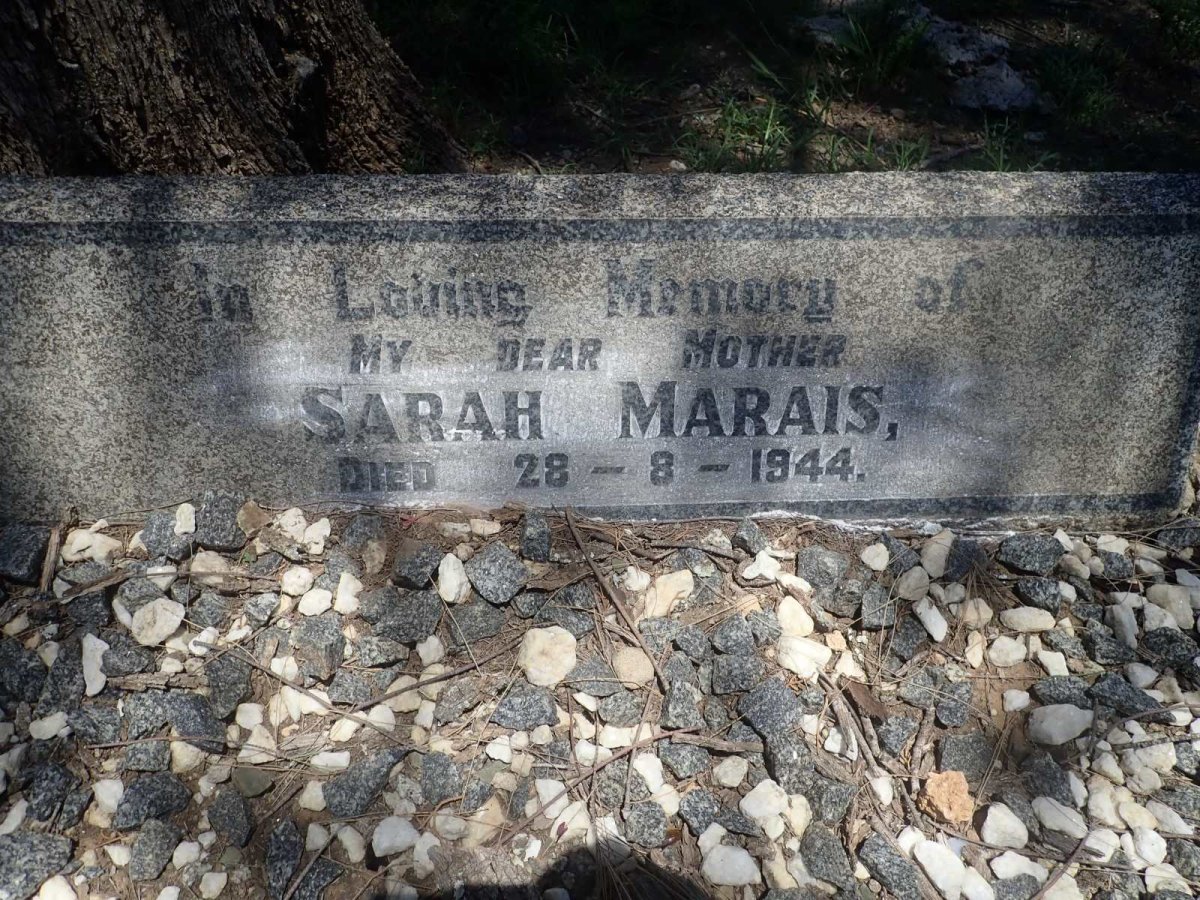 In Loving Memory of
MY DEAR MOTHER
SARAH MARAIS,
DIED 28 – 8 – 1944.